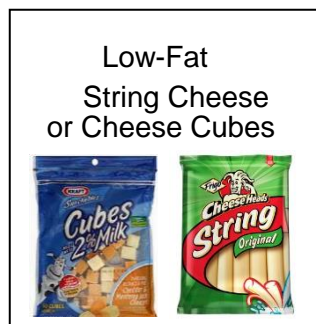 Low-Fat
String Cheese
or Cheese Cubes
KRAFT
Cubes
2% Milk
Frigo
Cheese Heads
String
Original